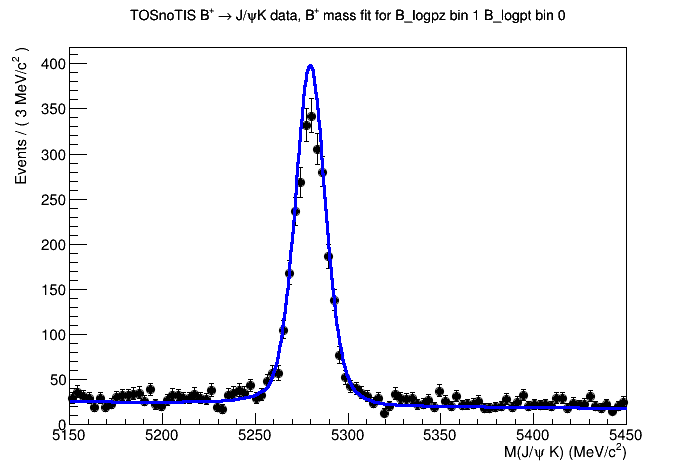 TOSnoTIS B⁺ → J/ψK data, B⁺ mass fit for B_logpz bin 1 B_logpt bin 0
Events / ( 3 MeV/c² )
400
350
300
250
200
150
100
50
0
5150 5200 5250 5300 5350 5400 5450
M(J/ψ K) (MeV/c²)